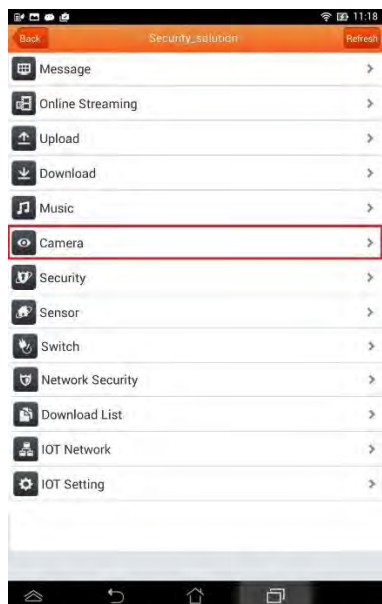 11:18
Back Security_solution Refresh
Message
Online Streaming
Upload
Download
Music
Camera
Security
Sensor
Switch
Network Security
Download List
IOT Network
IOT Setting